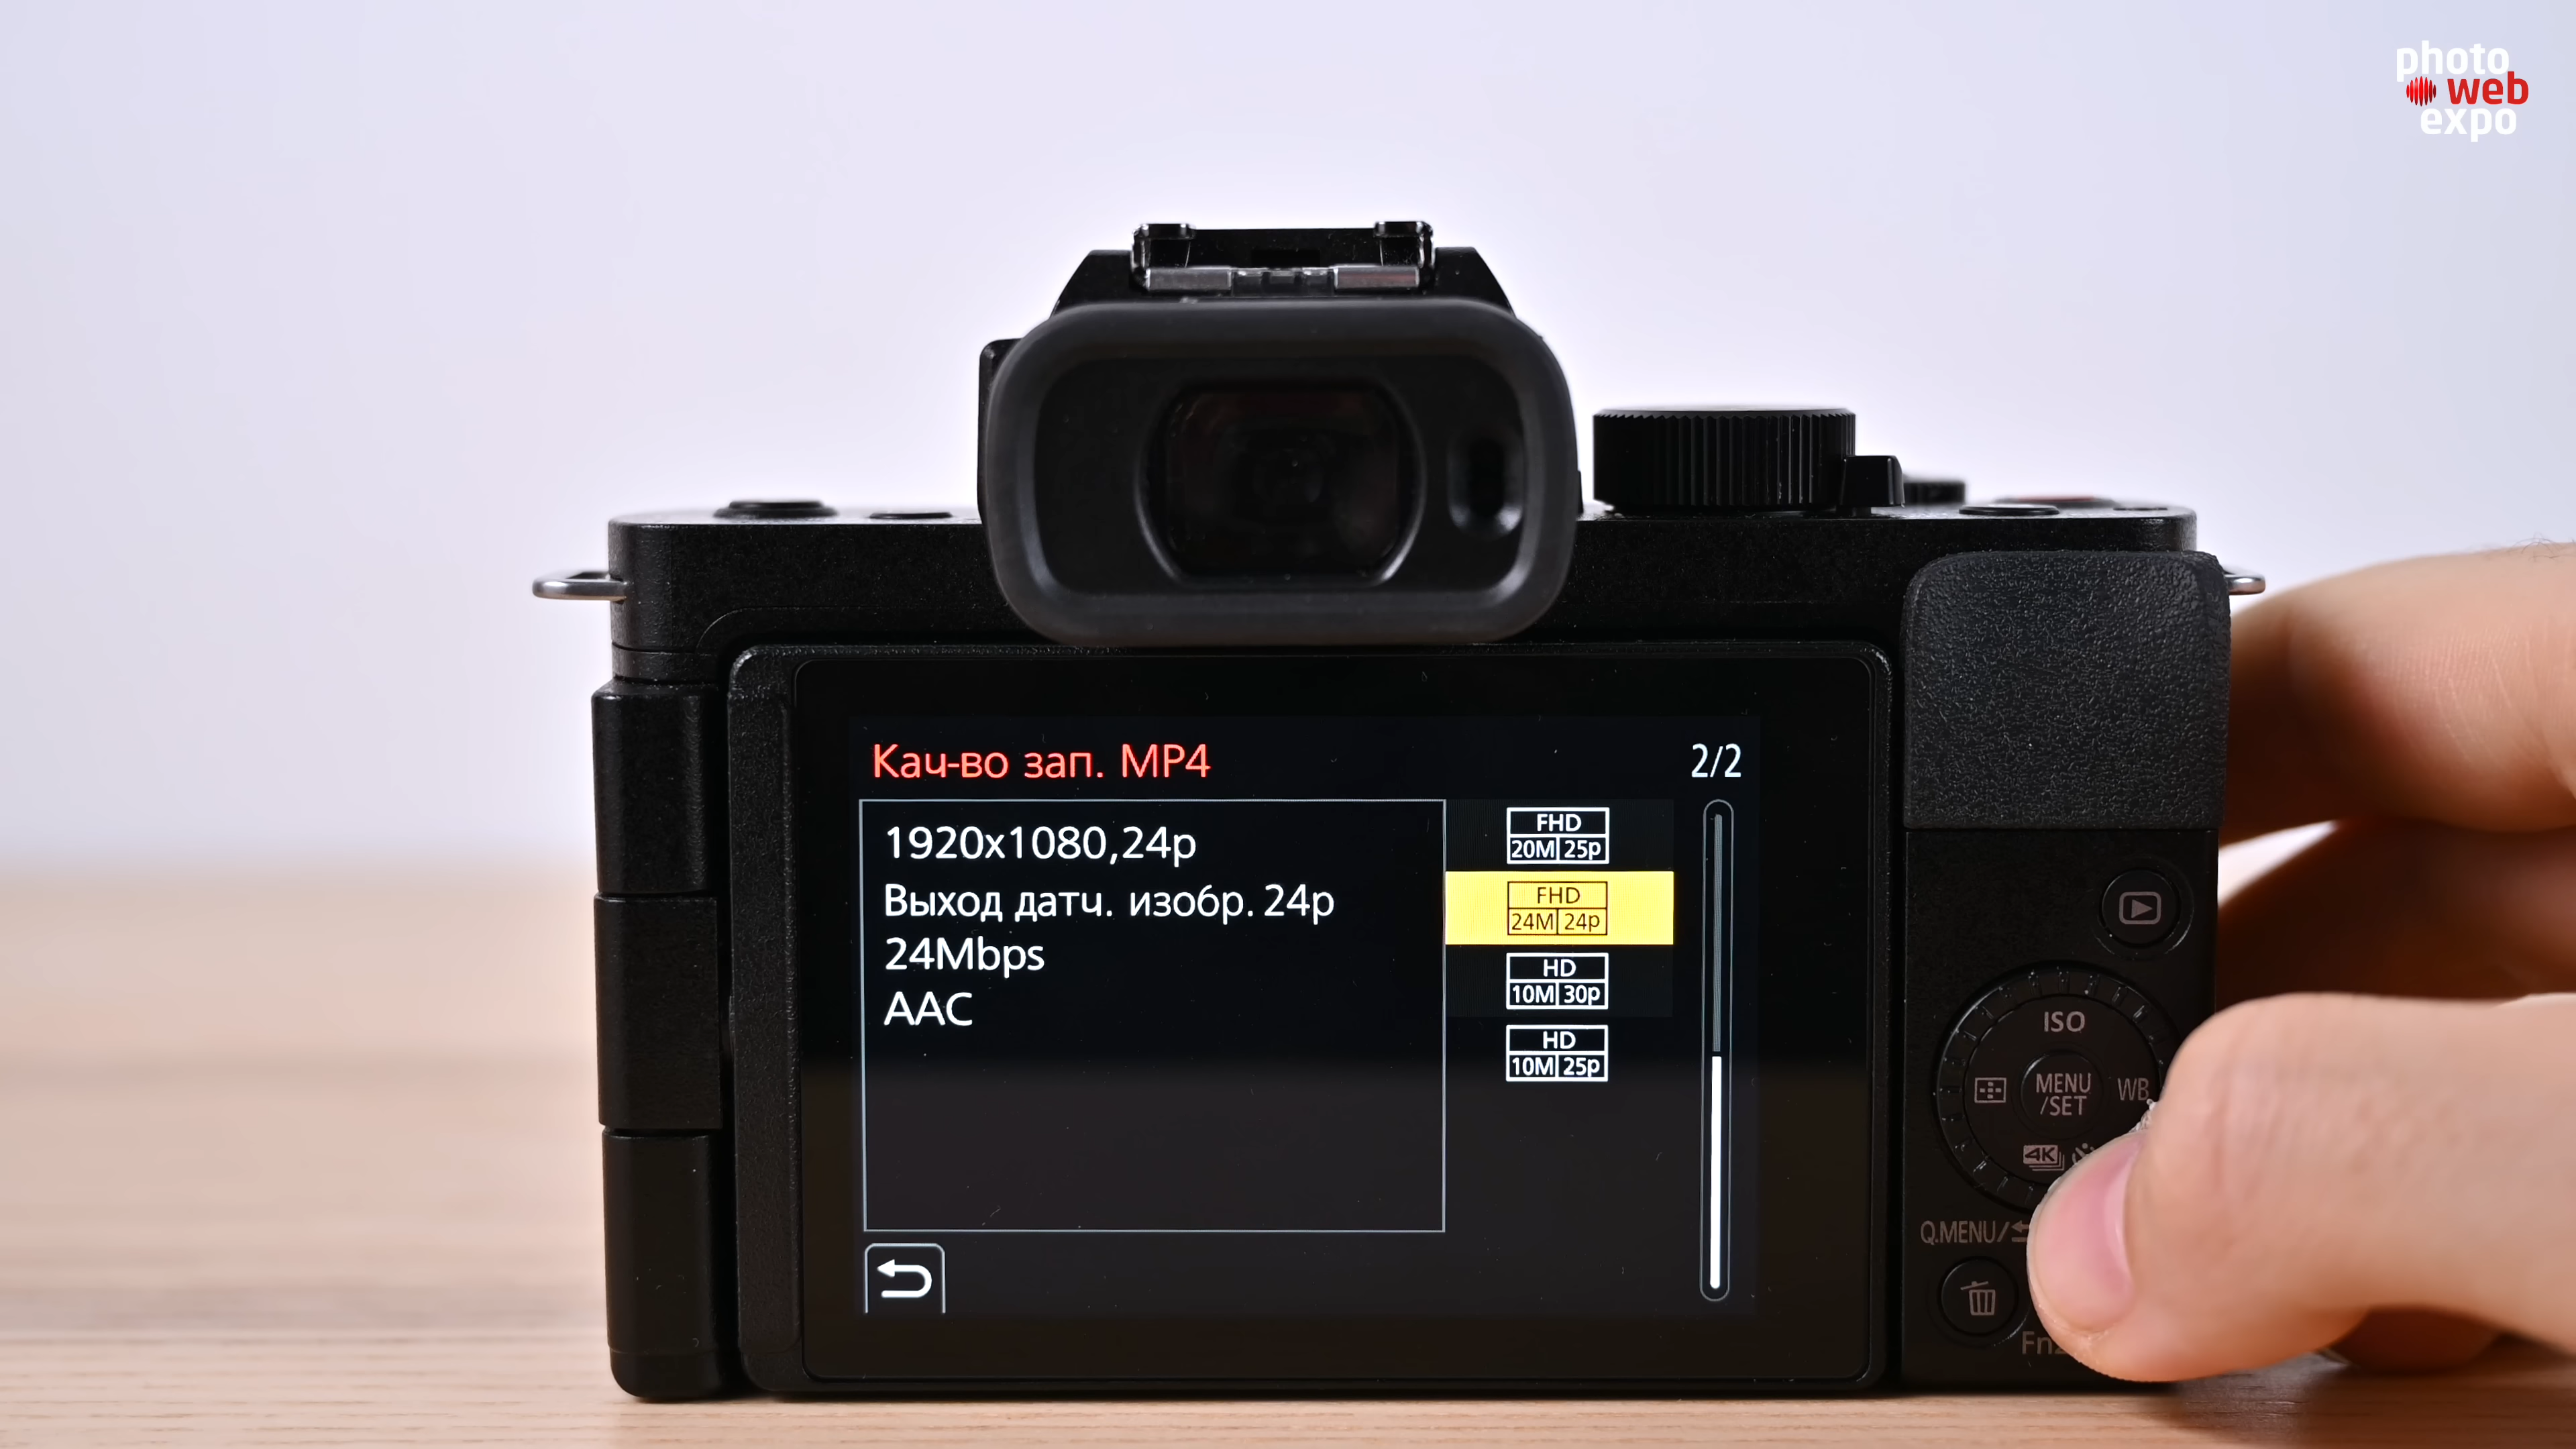 photo
web
expo
Кач-во зап. MP4
2/2
1920x1080,24p
Выход датч. изобр. 24p
24Mbps
AAC
FHD
20M 25p
FHD
24M 24p
HD
10M 30p
HD
10M 25p
ISO
MENU
/SET
WB
4K
Q.MENU/